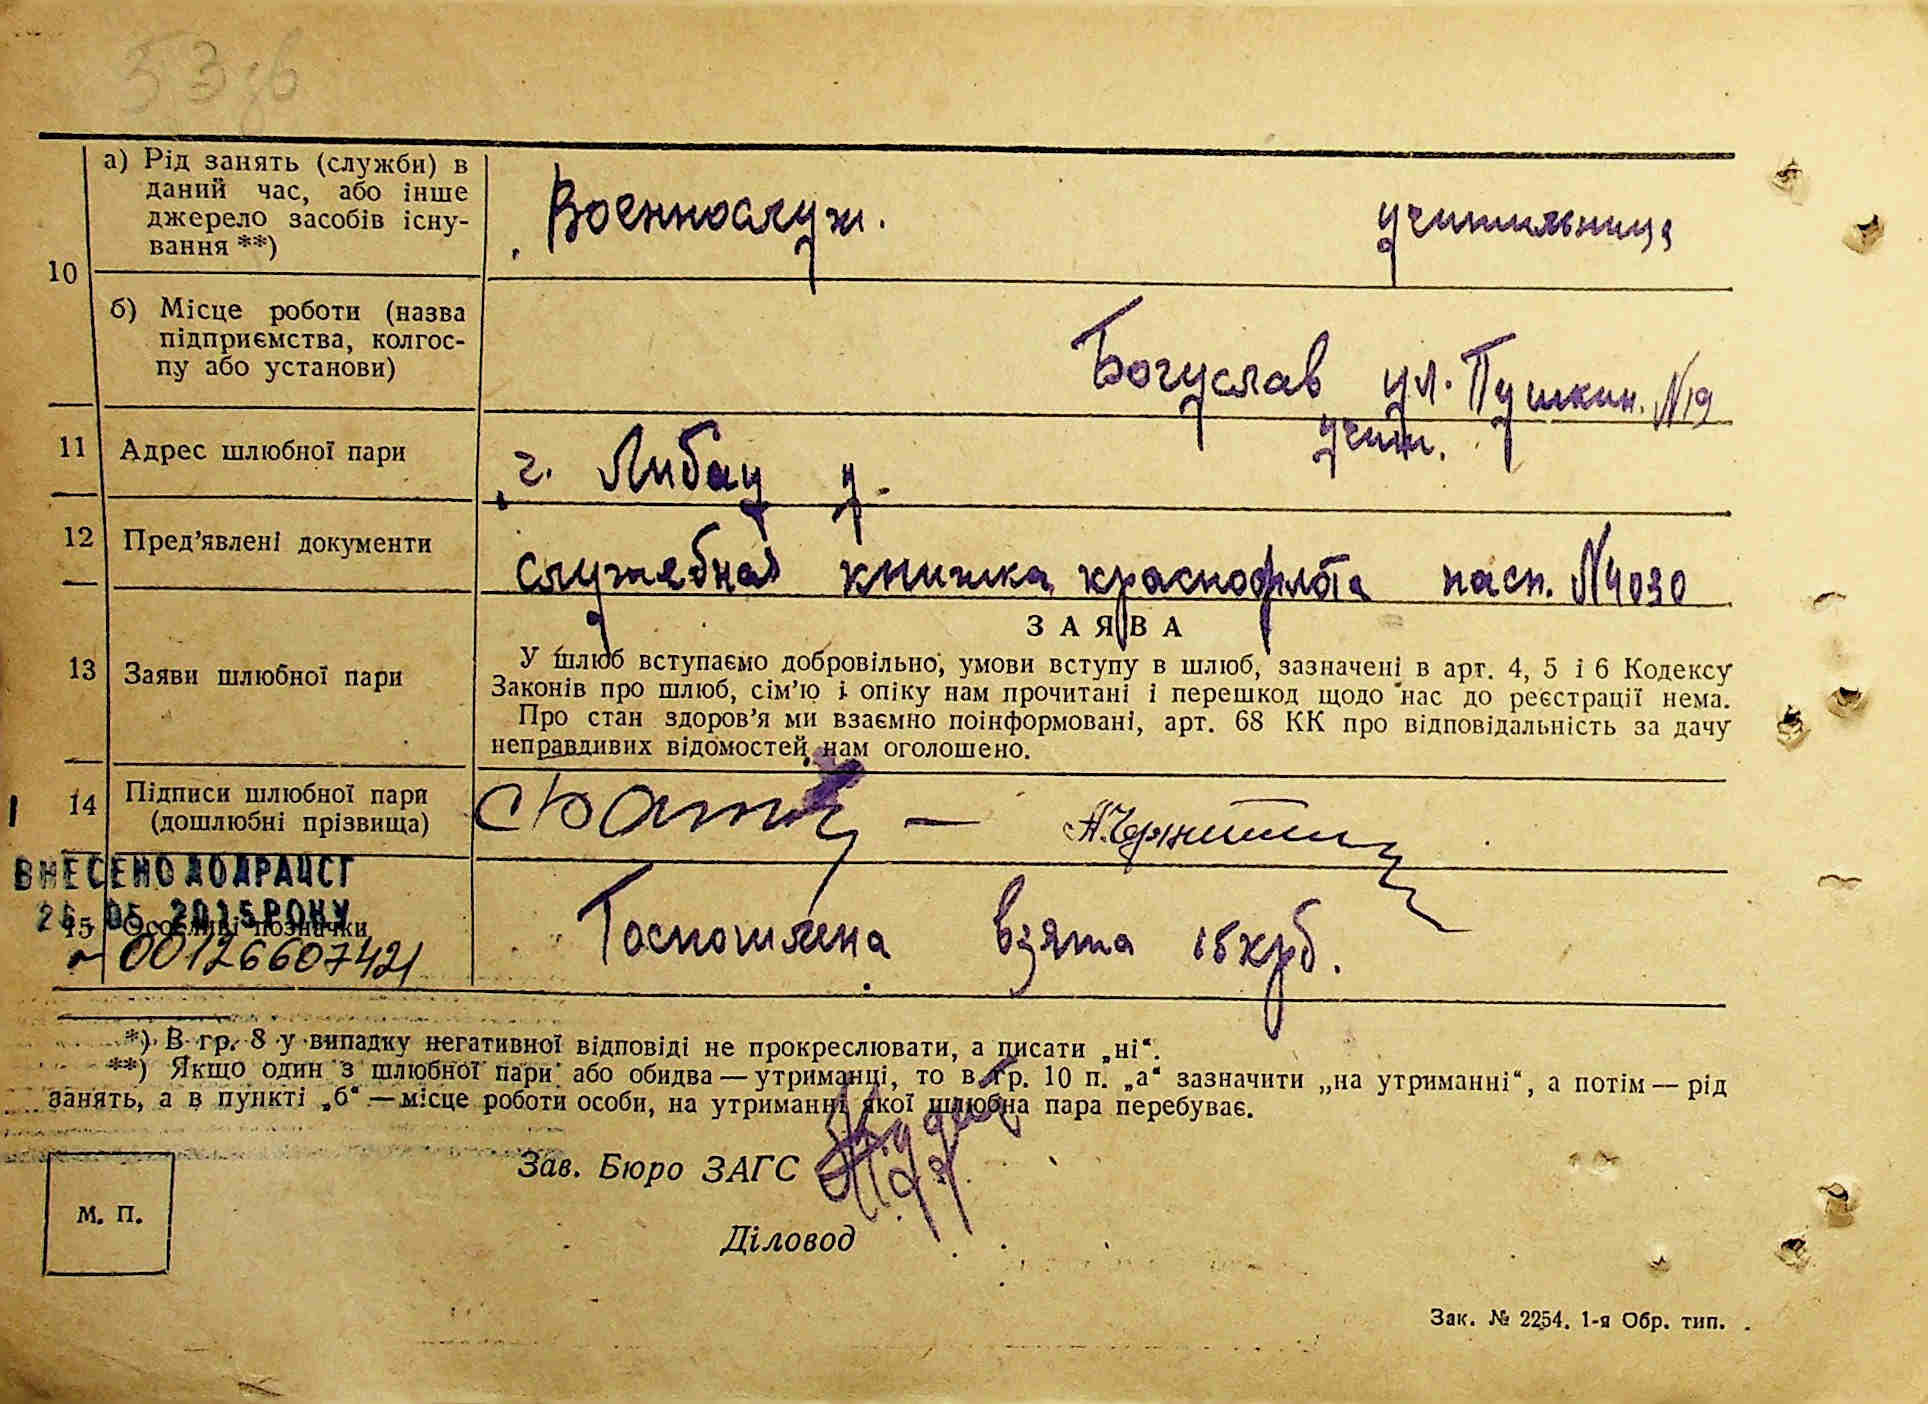 10
а) Рід занять (служби) в
даний час, або інше
джерело засобів існу-
вання **)
Военнослуж.
учительница
б) Місце роботи (назва
підприємства, колгос-
пу або установи)
Богуслав ул. Пушкин. N 19
учит.
11
Адрес шлюбної пари
г. Либау
12
Пред’явлені документи
служебная книжка краснофлота пасп. N 4030
13
Заяви шлюбної пари
ЗАЯВА
У шлюб вступаємо добровільно, умови вступу в шлюб, зазначені в арт. 4, 5 і 6 Кодексу
Законів про шлюб, сім’ю і опіку нам прочитані і перешкод щодо нас до реєстрації нема.
Про стан здоров’я ми взаємно поінформовані, арт. 68 КК про відповідальність за дачу
неправдивих відомостей нам оголошено.
14
Підписи шлюбної пари
(дошлюбні прізвища)
ВНЕСЕНО ДО ДРАЦСГ
26.05.2015 РОКУ
15
Особливі позначки
00126607421
Госпошлена взята 15 крб.
*) В гр. 8 у випадку негативної відповіді не прокреслювати, а писати „ні“.
**) Якщо один з шлюбної пари або обидва — утриманці, то в гр. 10 п. „а“ зазначити „на утриманні“, а потім — рід
занять, а в пункті „б“ — місце роботи особи, на утриманні якої шлюбна пара перебуває.
Зав. Бюро ЗАГС
Діловод
М. П.
Зак. № 2254. 1-я Обр. тип.